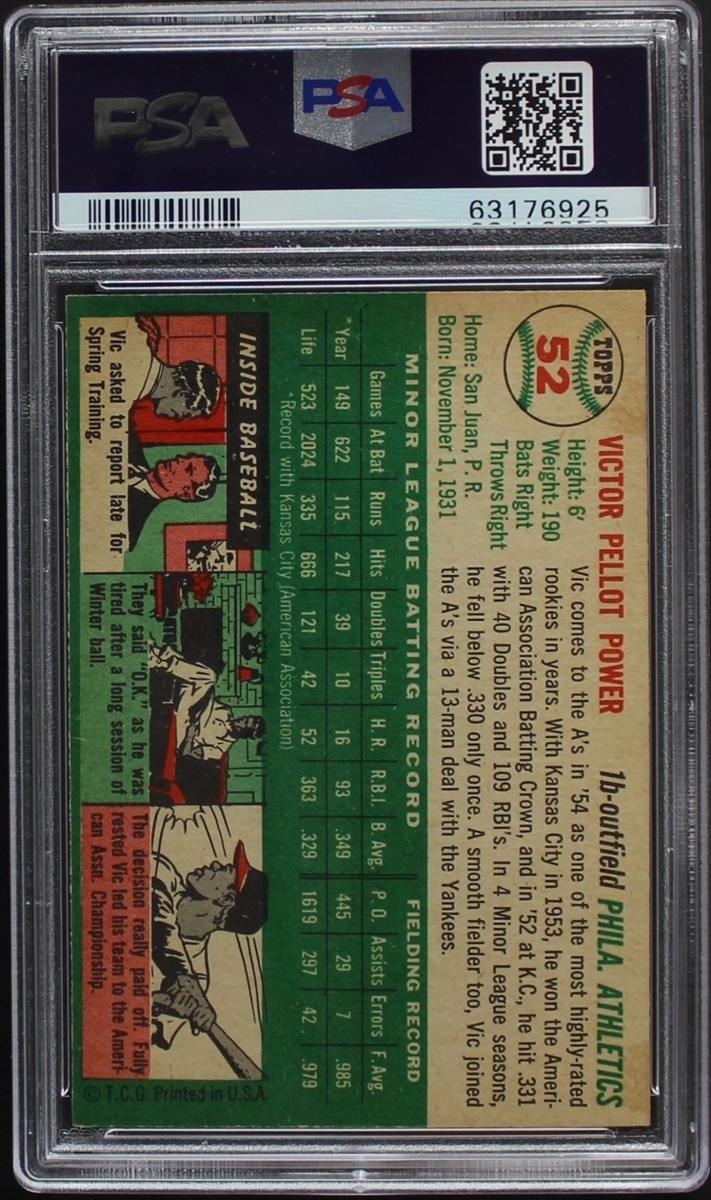 PSA
PSA
63176925
TOPPS
52
VICTOR PELLOT POWER
1b-outfield PHILA. ATHLETICS
Height: 6'
Weight: 190
Bats Right
Throws Right
Home: San Juan, P. R.
Born: November 1, 1931
Vic comes to the A's in '54 as one of the most highly-rated
rookies in years. With Kansas City in 1953, he won the Ameri-
can Association Batting Crown, and in '52 at K.C., he hit .331
with 40 Doubles and 109 RBI's. In 4 Minor League seasons,
he fell below .330 only once. A smooth fielder too, Vic joined
the A's via a 13-man deal with the Yankees.
MINOR LEAGUE BATTING RECORD FIELDING RECORD
Games At Bat Runs Hits Doubles Triples H. R. R.B.I. B. Avg. P. O. Assists Errors F. Avg.
*Year 149 622 115 217 39 10 16 93 .349 445 29 7 .985
Life 523 2024 335 666 121 42 52 363 .329 1619 297 42 .979
*Record with Kansas City (American Association)
INSIDE BASEBALL
Vic asked to report late for
Spring Training.
They said "O.K." as he was
tired after a long session of
Winter ball.
The decision really paid off. Fully
rested Vic led his team to the Ameri-
can Assn. Championship.
© T.C.G. Printed in U.S.A.